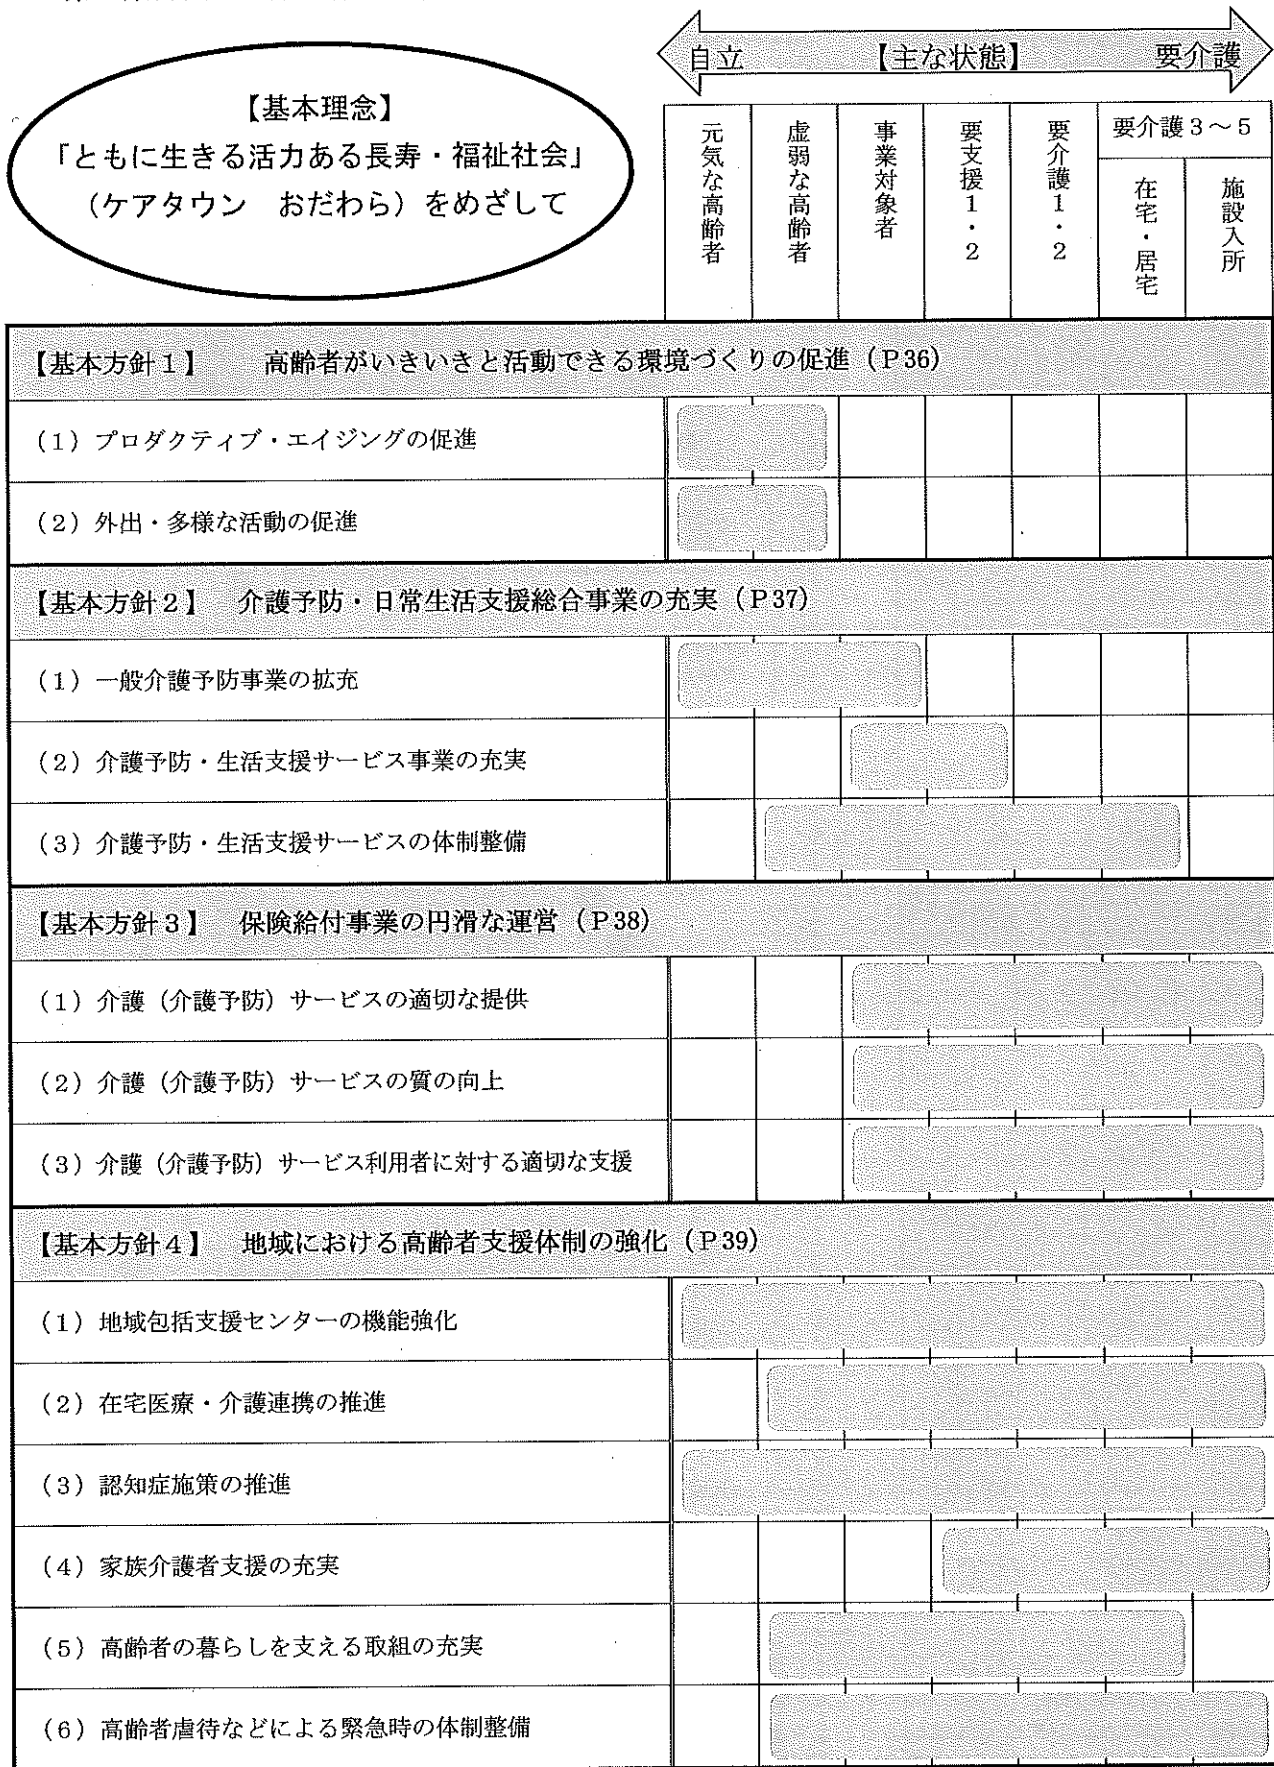 自立 【主な状態】 要介護
【基本理念】
「ともに生きる活力ある長寿・福祉社会」
（ケアタウン　おだわら）をめざして
元気な高齢者
虚弱な高齢者
事業対象者
要支援１・２
要介護１・２
要介護３～５
在宅・居宅
施設入所
【基本方針１】　高齢者がいきいきと活動できる環境づくりの促進（Ｐ36）
（１）プロダクティブ・エイジングの促進
（２）外出・多様な活動の促進
【基本方針２】　介護予防・日常生活支援総合事業の充実（Ｐ37）
（１）一般介護予防事業の拡充
（２）介護予防・生活支援サービス事業の充実
（３）介護予防・生活支援サービスの体制整備
【基本方針３】　保険給付事業の円滑な運営（Ｐ38）
（１）介護（介護予防）サービスの適切な提供
（２）介護（介護予防）サービスの質の向上
（３）介護（介護予防）サービス利用者に対する適切な支援
【基本方針４】　地域における高齢者支援体制の強化（Ｐ39）
（１）地域包括支援センターの機能強化
（２）在宅医療・介護連携の推進
（３）認知症施策の推進
（４）家族介護者支援の充実
（５）高齢者の暮らしを支える取組の充実
（６）高齢者虐待などによる緊急時の体制整備